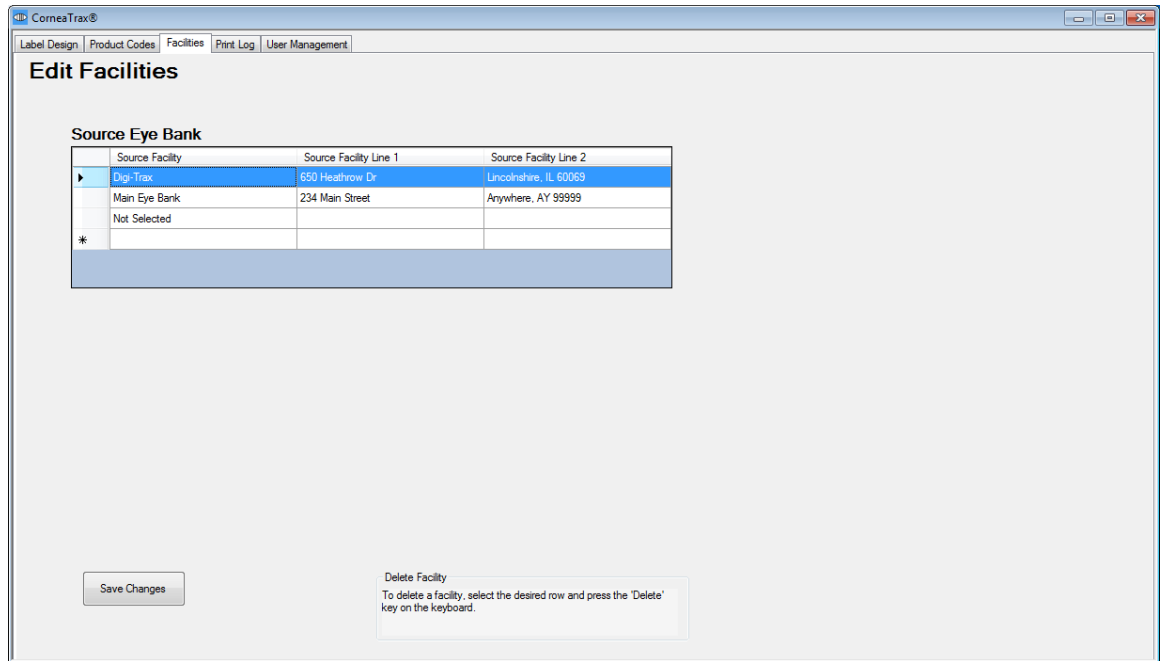 CorneaTrax®
Label Design Product Codes Facilities Print Log User Management
Edit Facilities
Source Eye Bank
Source Facility Source Facility Line 1 Source Facility Line 2
Digi-Trax 650 Heathrow Dr Lincolnshire, IL 60069
Main Eye Bank 234 Main Street Anywhere, AY 99999
Not Selected
*
Save Changes
Delete Facility
To delete a facility, select the desired row and press the 'Delete'
key on the keyboard.